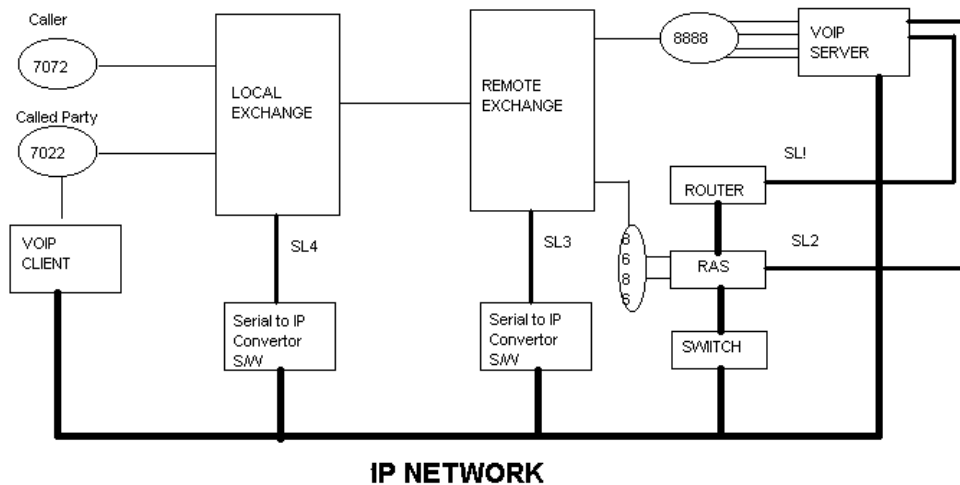 Caller
7072
Called Party
7022
VOIP
CLIENT
LOCAL
EXCHANGE
REMOTE
EXCHANGE
8888
VOIP
SERVER
SL!
ROUTER
SL2
RAS
8
6
8
6
SWIITCH
SL4
SL3
Serial to IP
Convertor
S/W
Serial to IP
Convertor
S/W
IP NETWORK